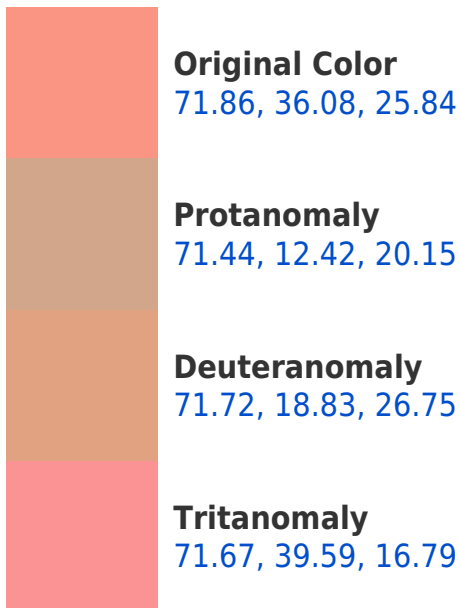 Original Color
71.86, 36.08, 25.84
Protanomaly
71.44, 12.42, 20.15
Deuteranomaly
71.72, 18.83, 26.75
Tritanomaly
71.67, 39.59, 16.79